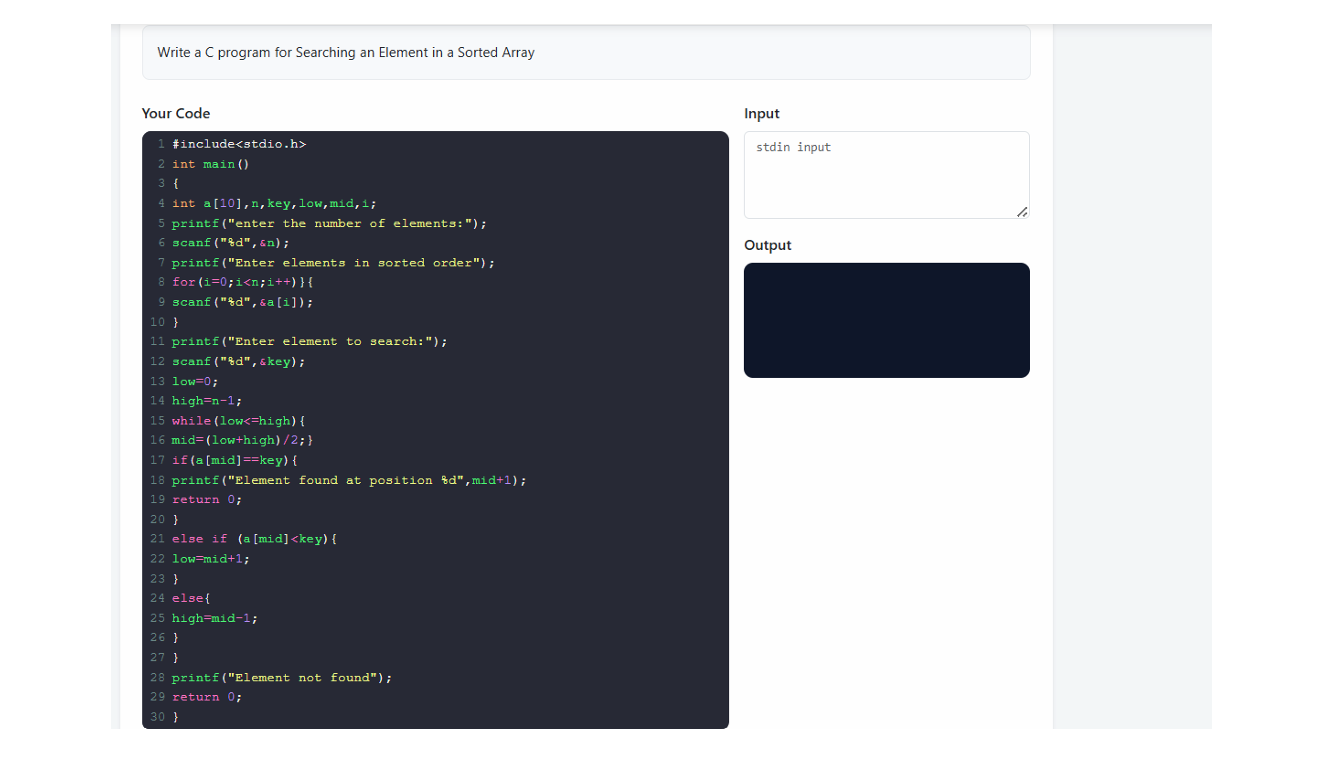 Write a C program for Searching an Element in a Sorted Array
Your Code
1 #include<stdio.h>
2 int main()
3 {
4 int a[10],n,key,low,mid,i;
5 printf("enter the number of elements:");
6 scanf("%d",&n);
7 printf("Enter elements in sorted order");
8 for(i=0;i<n;i++)}{
9 scanf("%d",&a[i]);
10 }
11 printf("Enter element to search:");
12 scanf("%d",&key);
13 low=0;
14 high=n-1;
15 while(low<=high){
16 mid=(low+high)/2;}
17 if(a[mid]==key){
18 printf("Element found at position %d",mid+1);
19 return 0;
20 }
21 else if (a[mid]<key){
22 low=mid+1;
23 }
24 else{
25 high=mid-1;
26 }
27 }
28 printf("Element not found");
29 return 0;
30 }
Input
stdin input
Output